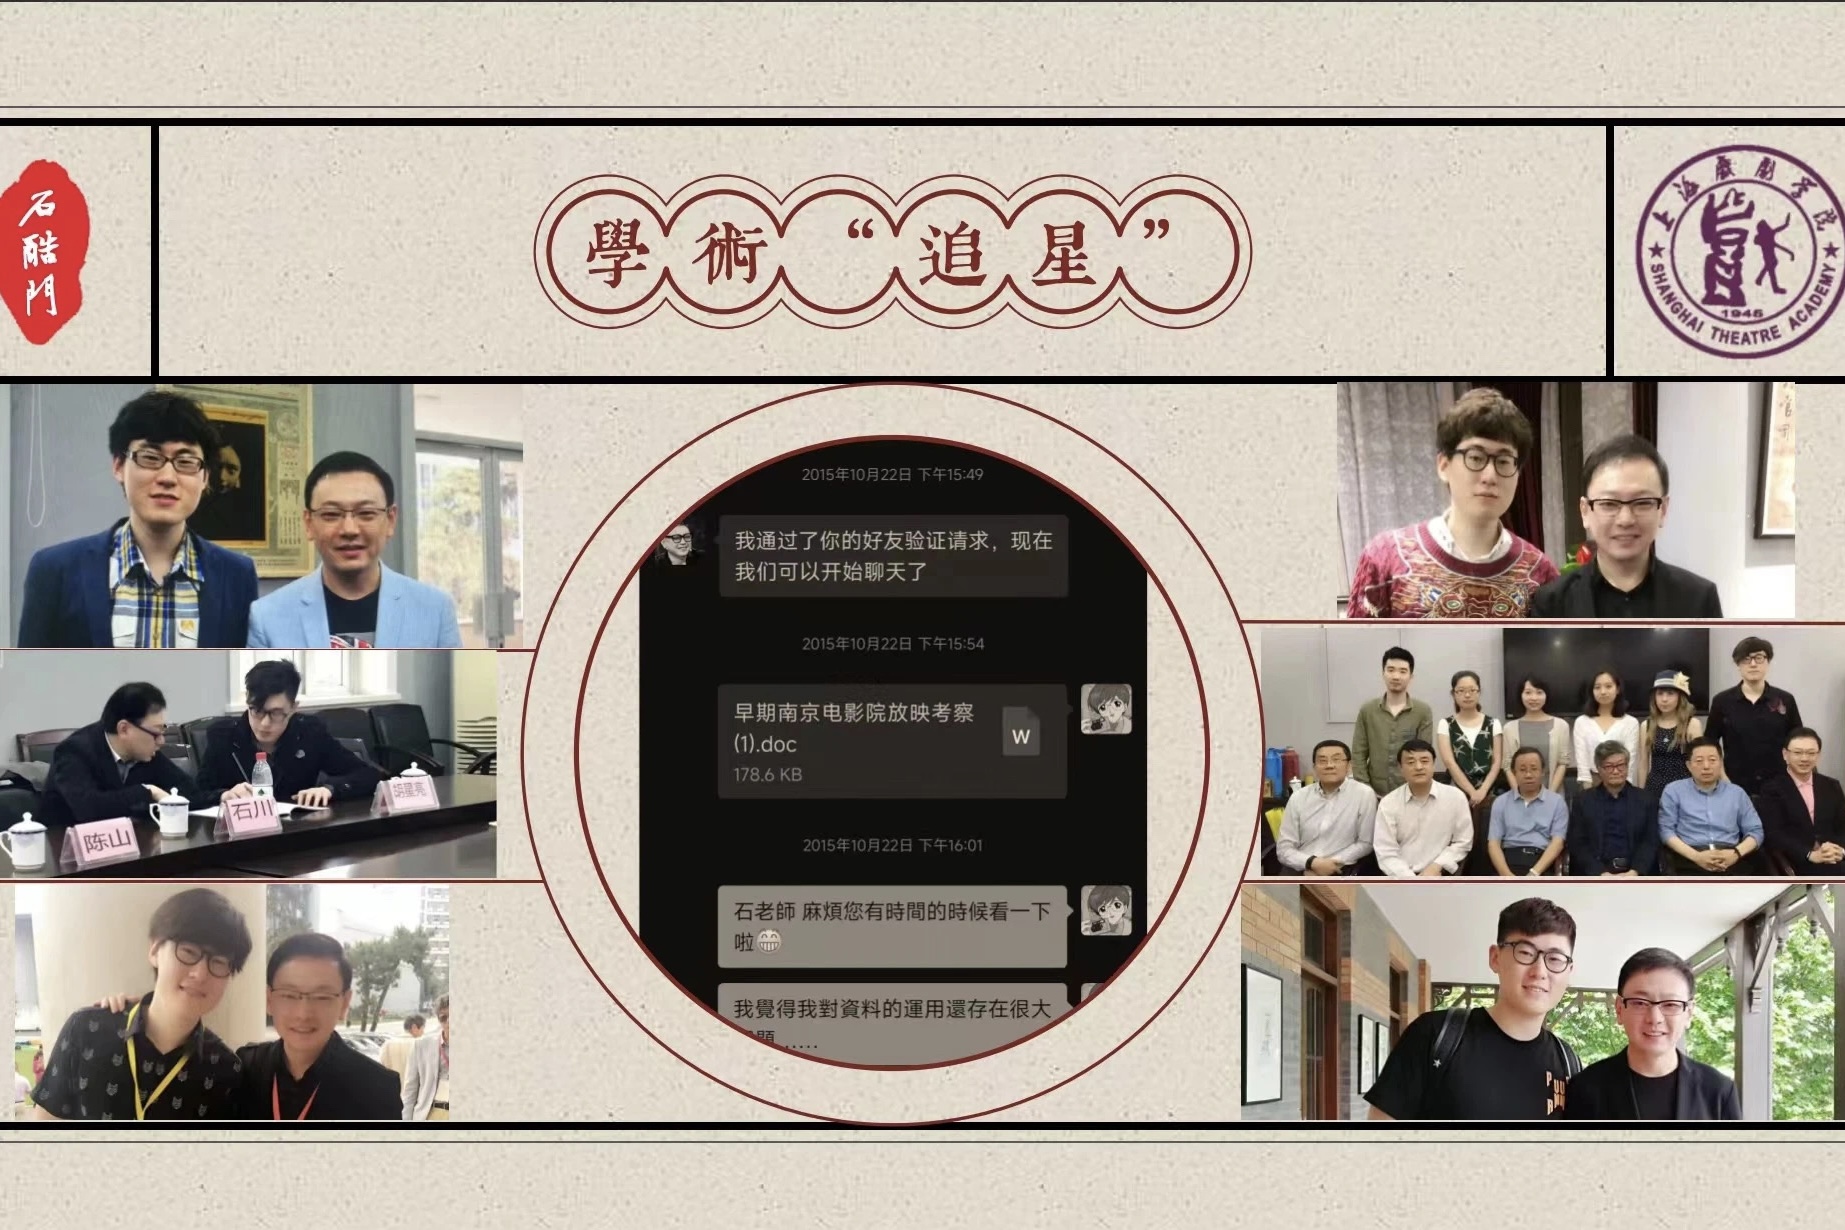 石
酷
門
學術 “追星”
上海戲劇學院
1945
SHANGHAI THEATRE ACADEMY
2015年10月22日 下午15:49
我通过了你的好友验证请求，现在
我们可以开始聊天了
2015年10月22日 下午15:54
早期南京电影院放映考察
(1).doc
W
178.6 KB
2015年10月22日 下午16:01
石老師 麻煩您有時間的時候看一下
啦😁
我覺得我對資料的運用還存在很大
題……
陈山
石川
胡星亮